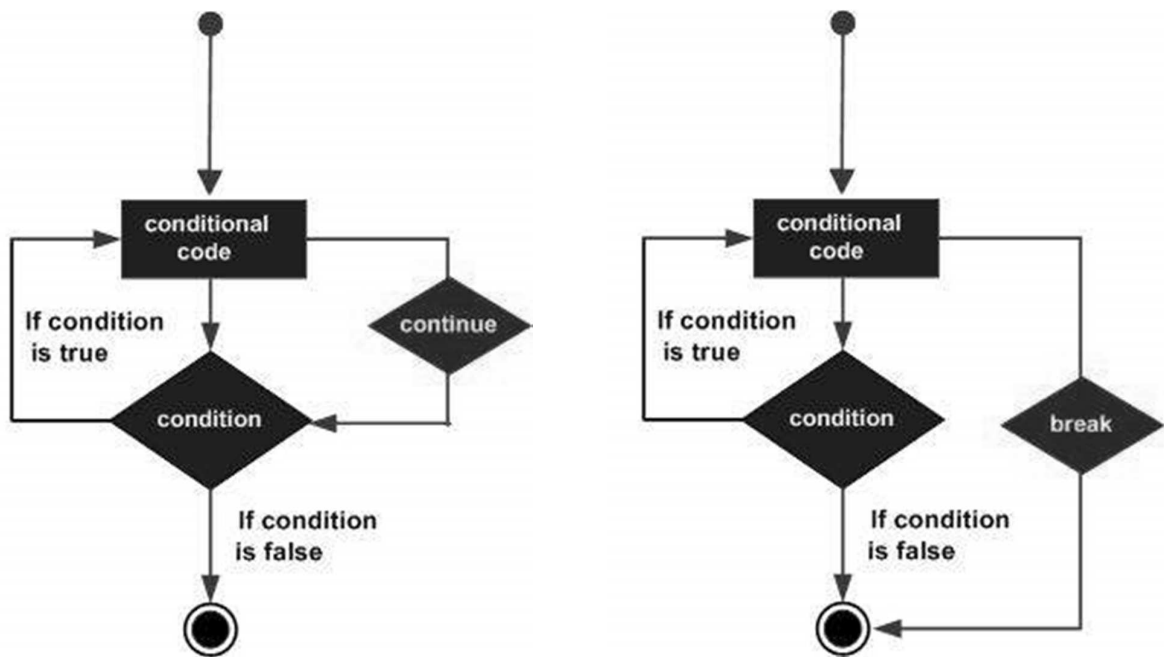 conditional
code
If condition
is true
continue
condition
If condition
is false
conditional
code
If condition
is true
condition
break
If condition
is false